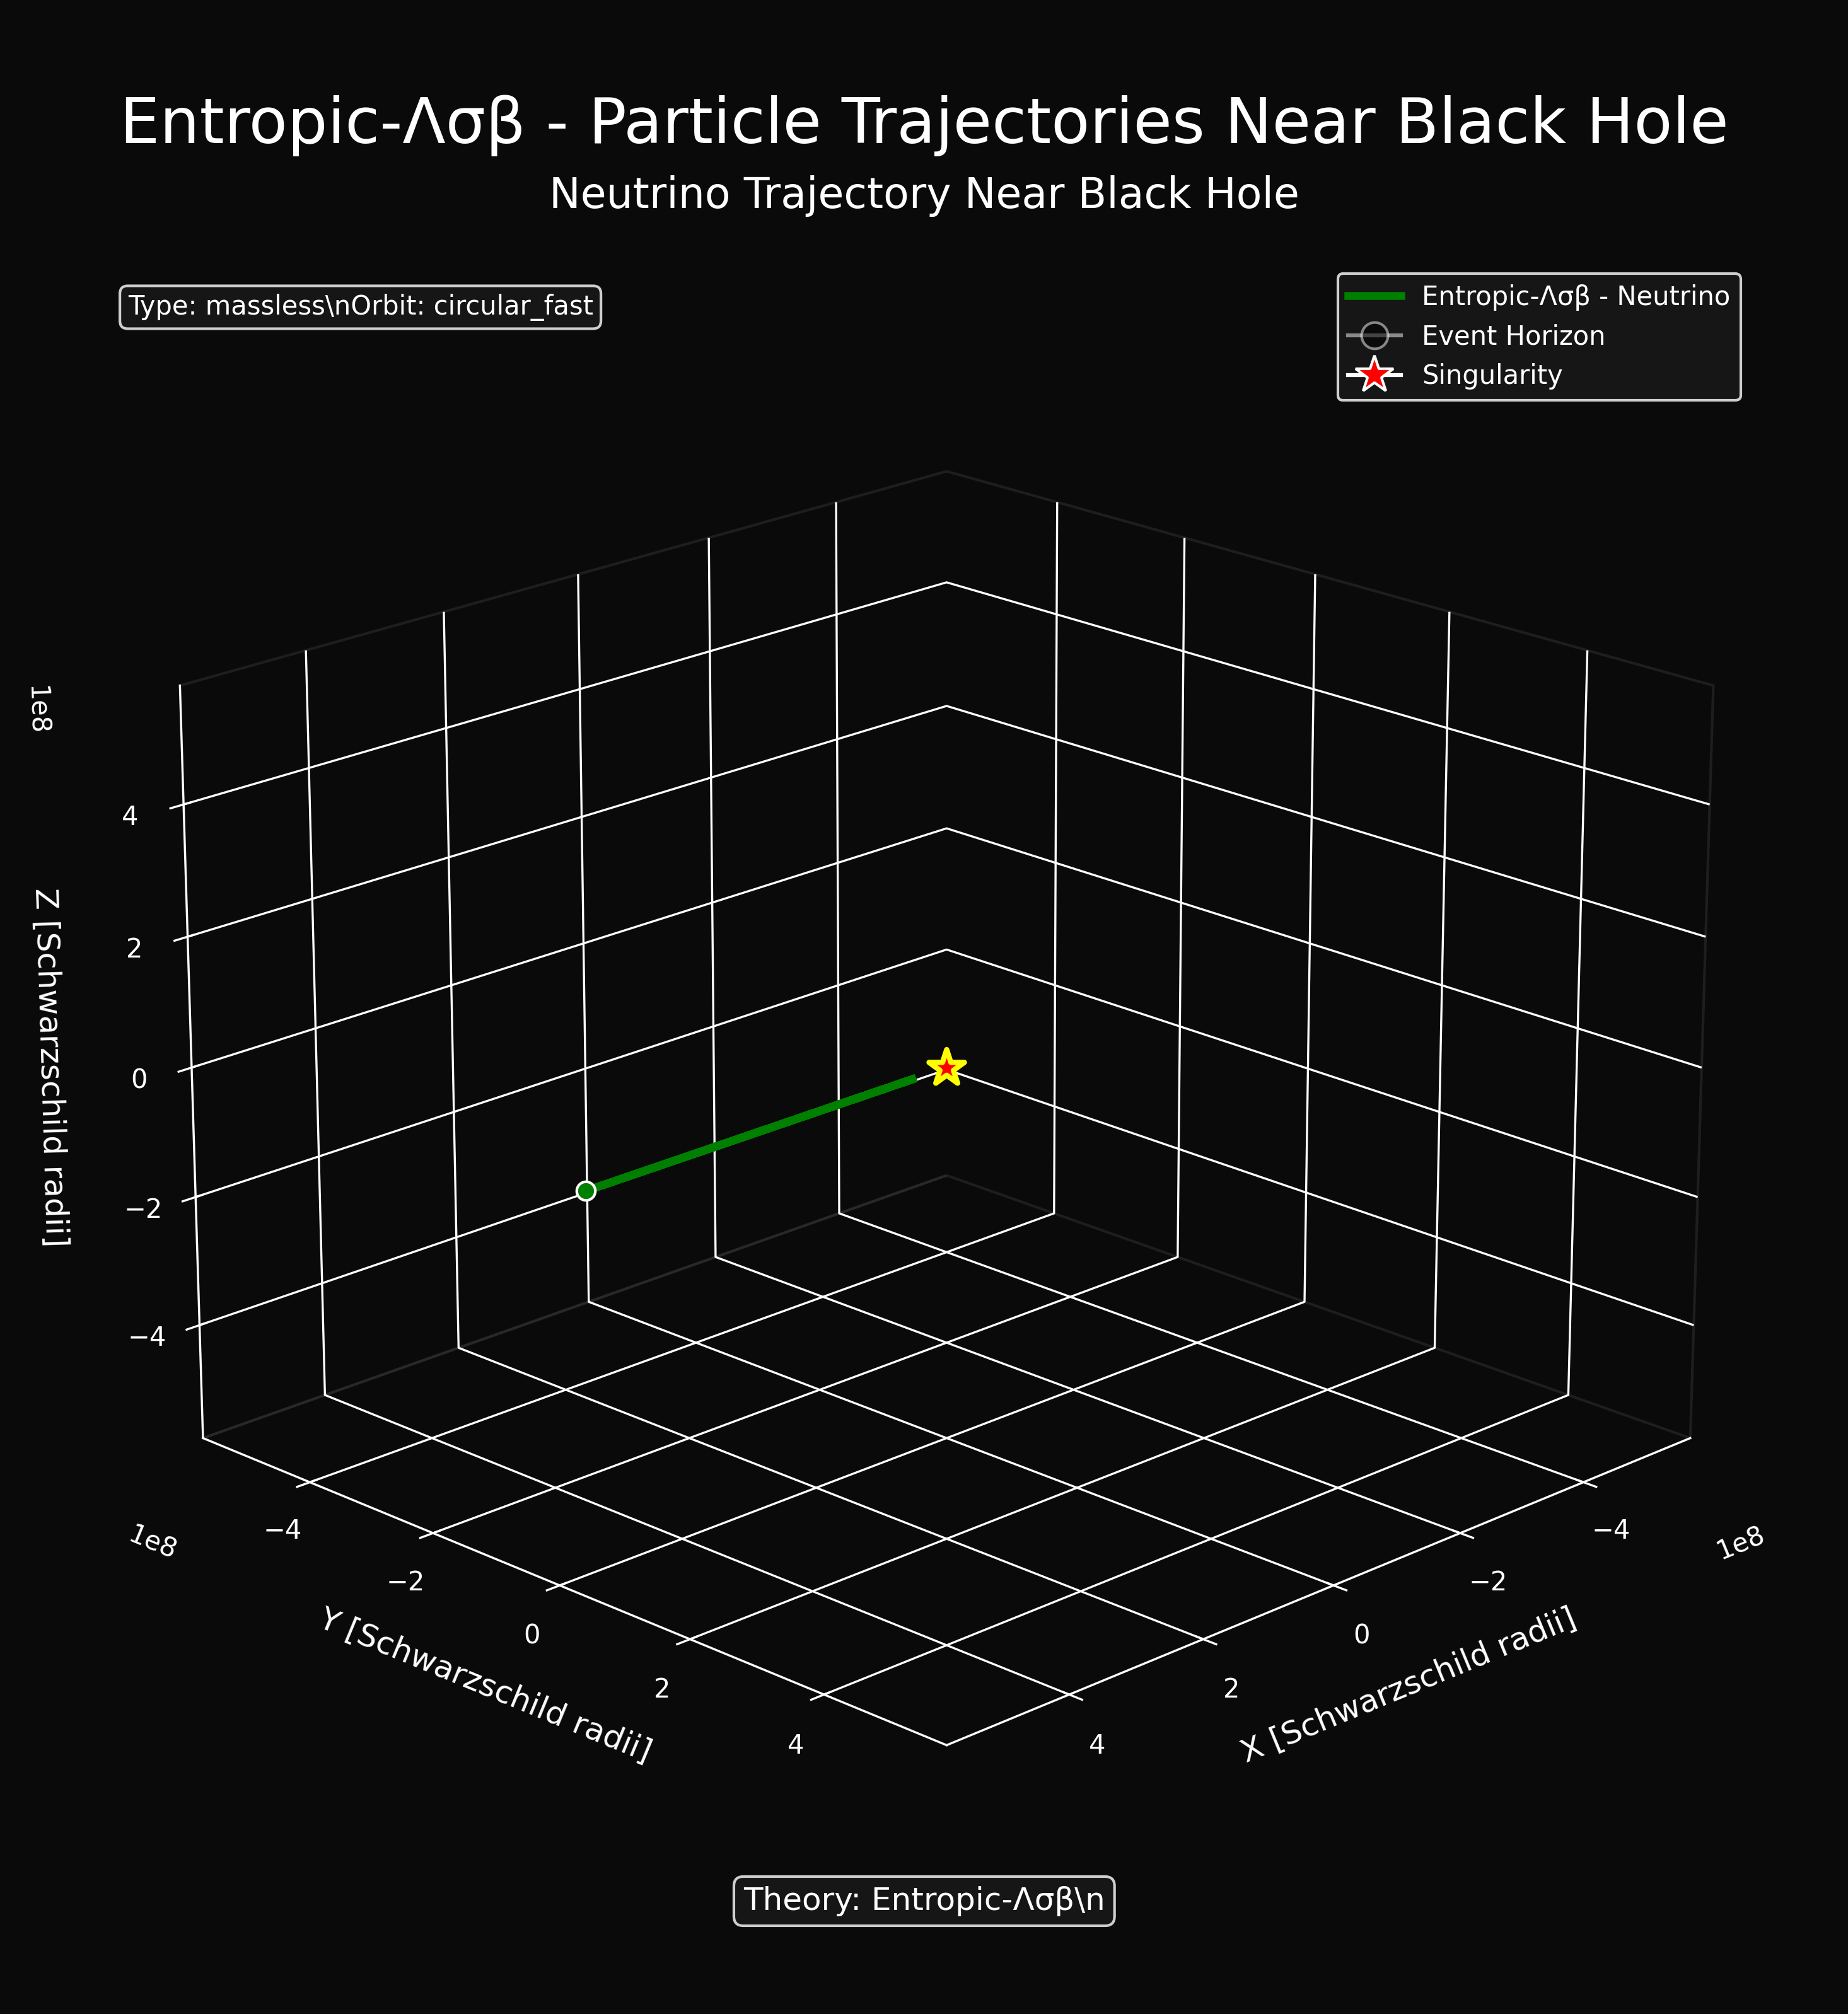 Entropic-Λσβ - Particle Trajectories Near Black Hole
Neutrino Trajectory Near Black Hole
Type: massless\nOrbit: circular_fast
Entropic-Λσβ - Neutrino
Event Horizon
Singularity
1e8
4
2
0
−2
−4
Z [Schwarzschild radii]
1e8
−4
−2
0
2
4
Y [Schwarzschild radii]
4
2
0
−2
−4
1e8
X [Schwarzschild radii]
Theory: Entropic-Λσβ\n